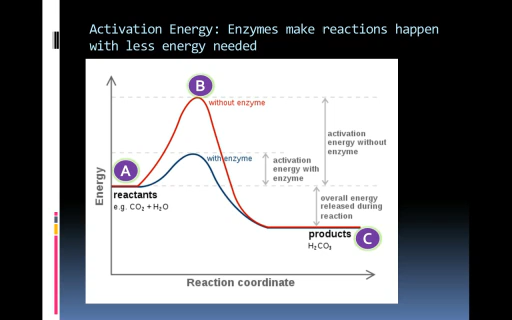 Activation Energy: Enzymes make reactions happen
with less energy needed
B
without enzyme
A
with enzyme
activation
energy without
enzyme
activation
energy with
enzyme
Energy
reactants
e.g. CO₂ + H₂O
overall energy
released during
reaction
products
C
H₂CO₃
Reaction coordinate